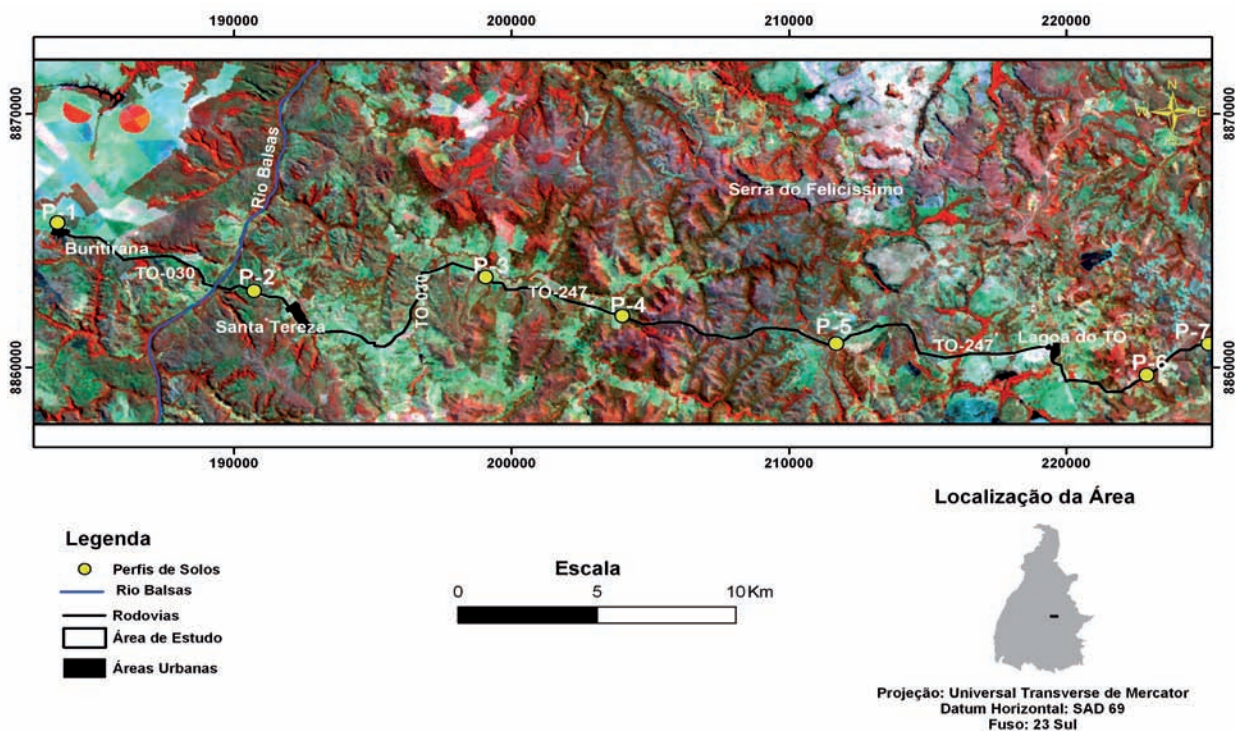 190000
200000
210000
220000
8870000
8870000
N
W
E
Rio Balsas
Serra do Felicissimo
P-1
Buritirana
TO-030
P-2
Santa Tereza
TO-030
P-3
TO-247
P-4
P-5
TO-247
Lagoa do TO
P-6
P-7
8860000
8860000
190000
200000
210000
220000
Legenda
Perfis de Solos
Rio Balsas
Rodovias
Área de Estudo
Áreas Urbanas
Escala
0 5 10 Km
Localização da Área
Projeção: Universal Transverse de Mercator
Datum Horizontal: SAD 69
Fuso: 23 Sul